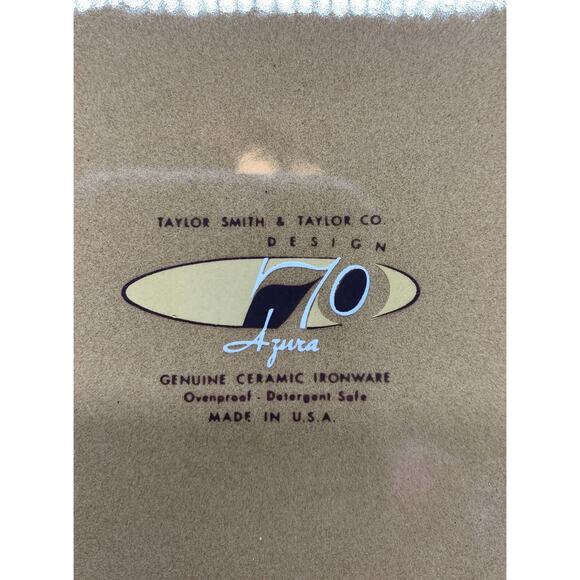 TAYLOR SMITH & TAYLOR CO.
DESIGN
70
Azura
GENUINE CERAMIC IRONWARE
Ovenproof - Detergent Safe
MADE IN U.S.A.